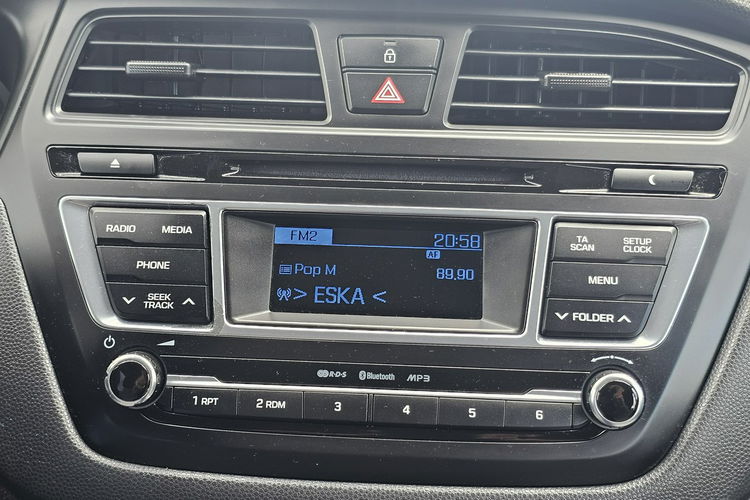 RADIO MEDIA
PHONE
SEEK
TRACK
FM2 20:58
AF
Pop M 89,90
> ESKA <
TA
SCAN
SETUP
CLOCK
MENU
FOLDER
R·D·S Bluetooth MP3
1 RPT 2 RDM 3 4 5 6